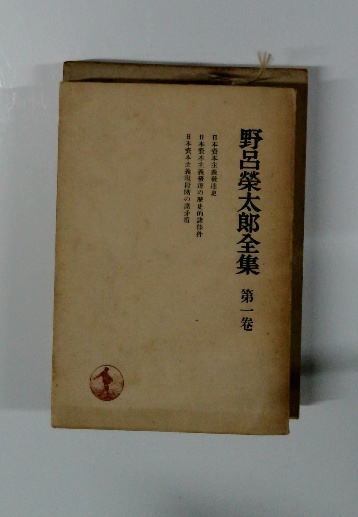 野呂榮太郎全集 第一卷
日本資本主義發達史
日本資本主義發達の歷史的諸條件
日本資本主義現段階の諸矛盾